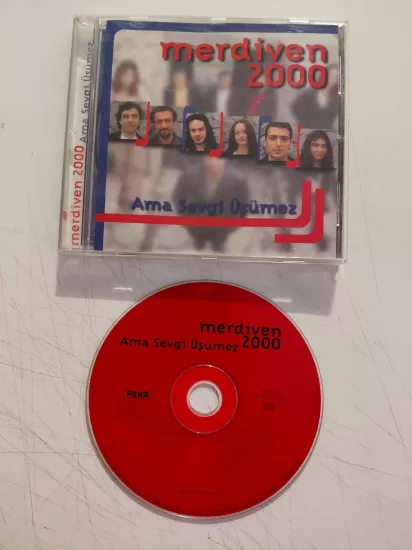 merdiven
2000
Ama Sevgi Üşümez
merdiven 2000 Ama Sevgi Üşümez
merdiven
Ama Sevgi Üşümez 2000
PERA